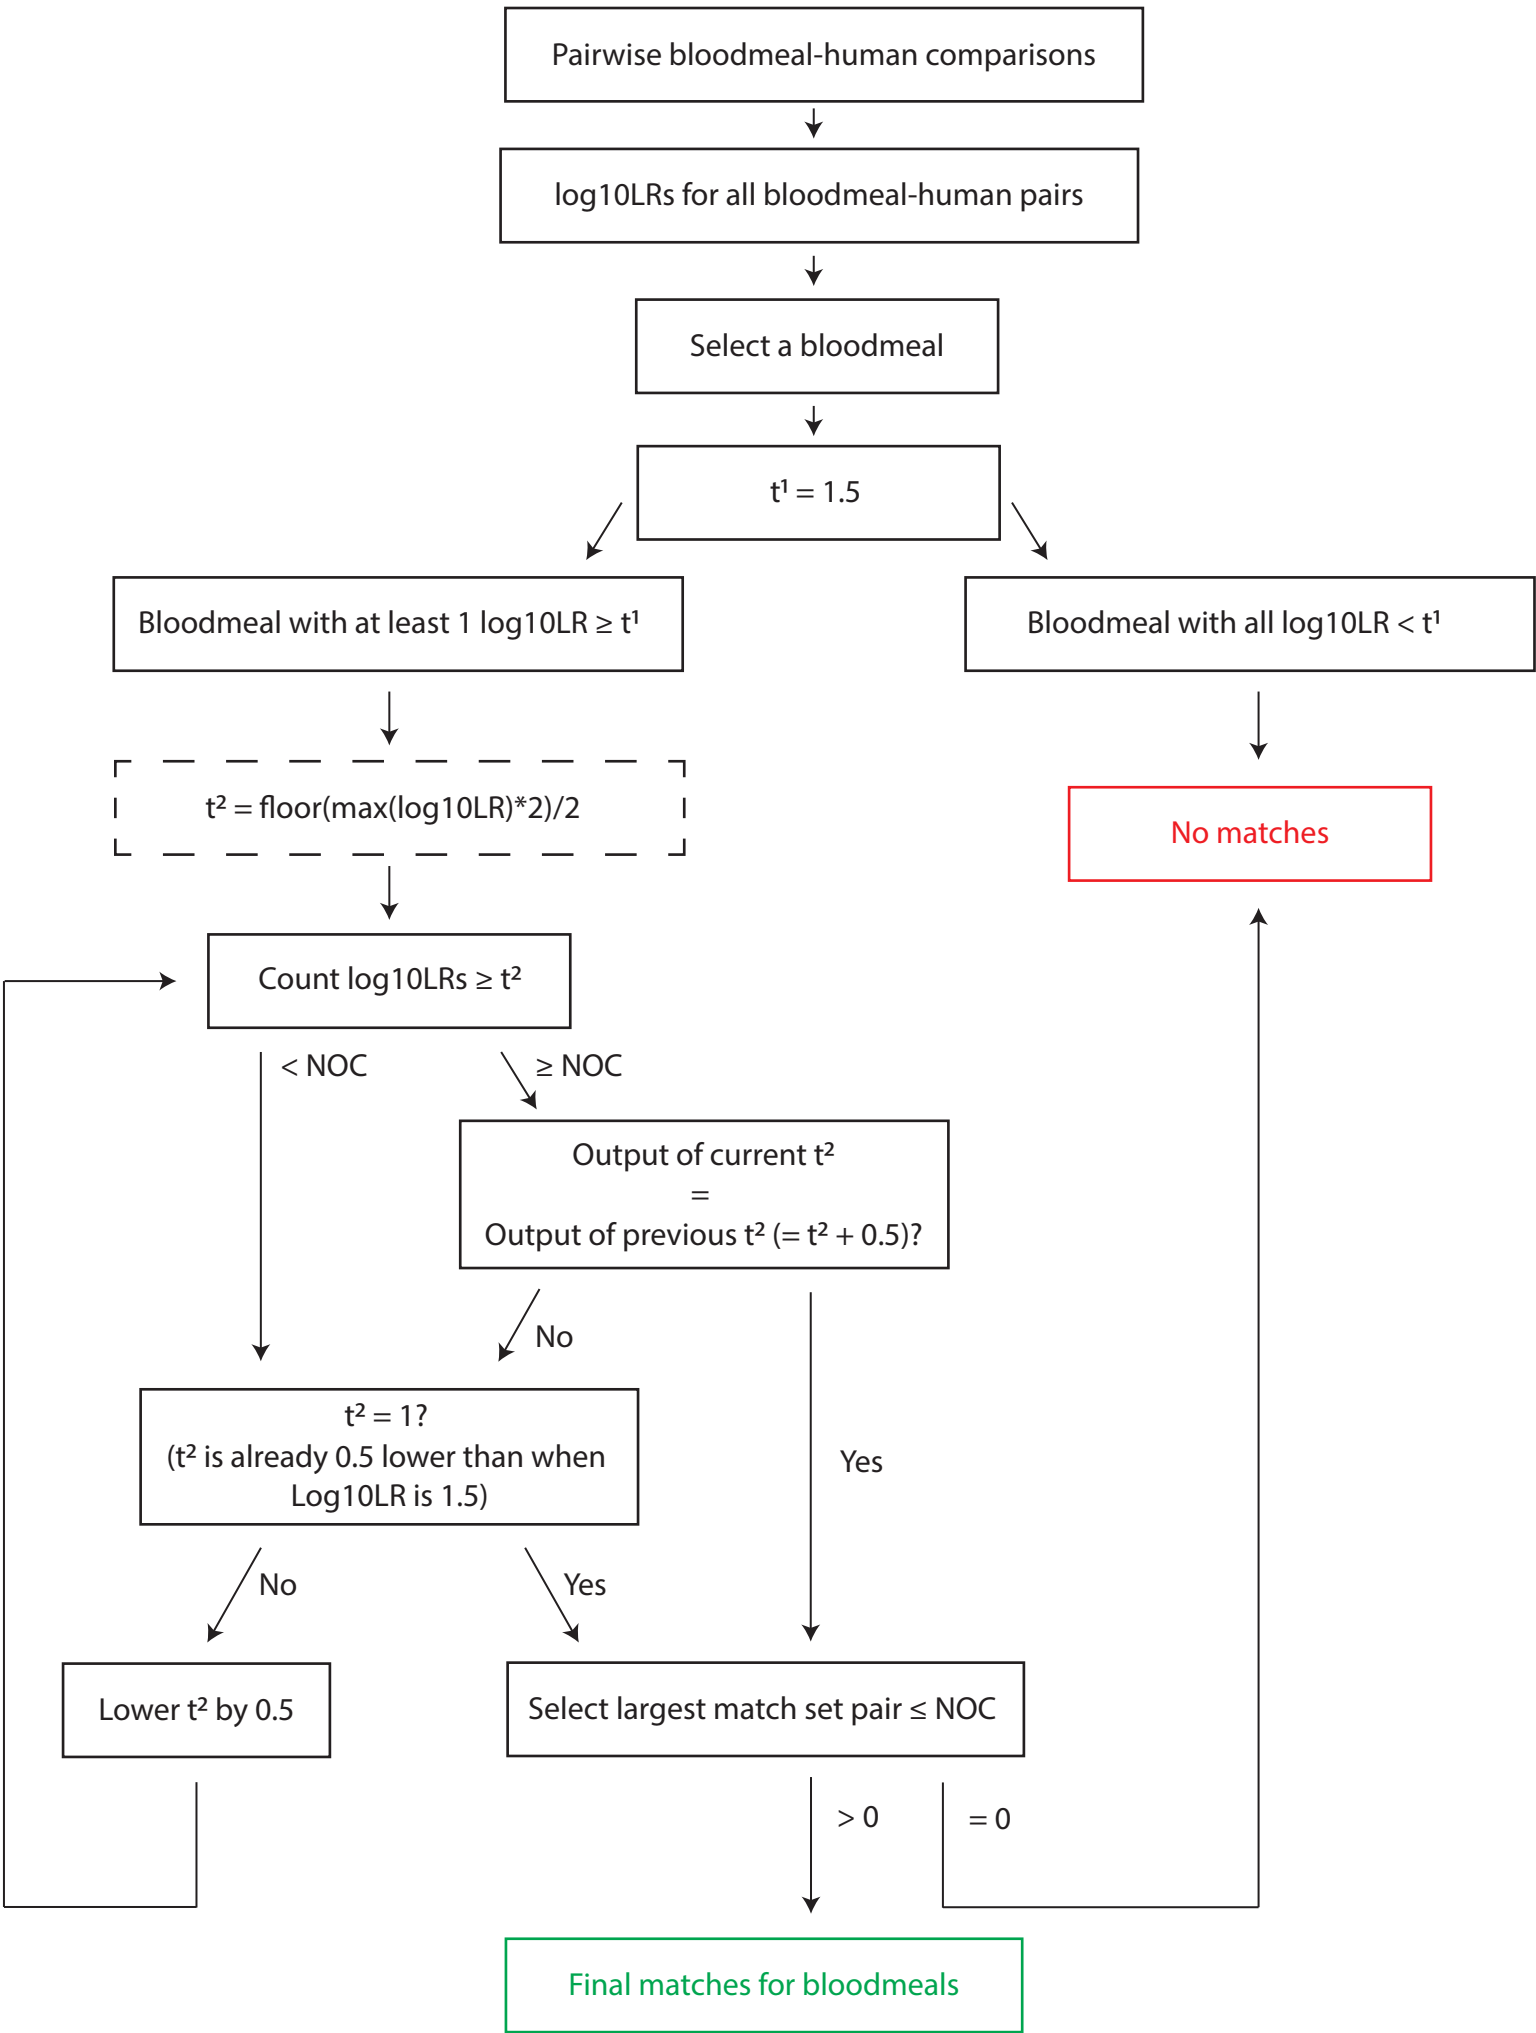 Pairwise bloodmeal-human comparisons
log10LRs for all bloodmeal-human pairs
Select a bloodmeal
t¹ = 1.5
Bloodmeal with at least 1 log10LR ≥ t¹
Bloodmeal with all log10LR < t¹
t² = floor(max(log10LR)*2)/2
No matches
Count log10LRs ≥ t²
< NOC
≥ NOC
Output of current t²
=
Output of previous t² (= t² + 0.5)?
No
t² = 1?
(t² is already 0.5 lower than when
Log10LR is 1.5)
Yes
No
Yes
Lower t² by 0.5
Select largest match set pair ≤ NOC
> 0
= 0
Final matches for bloodmeals